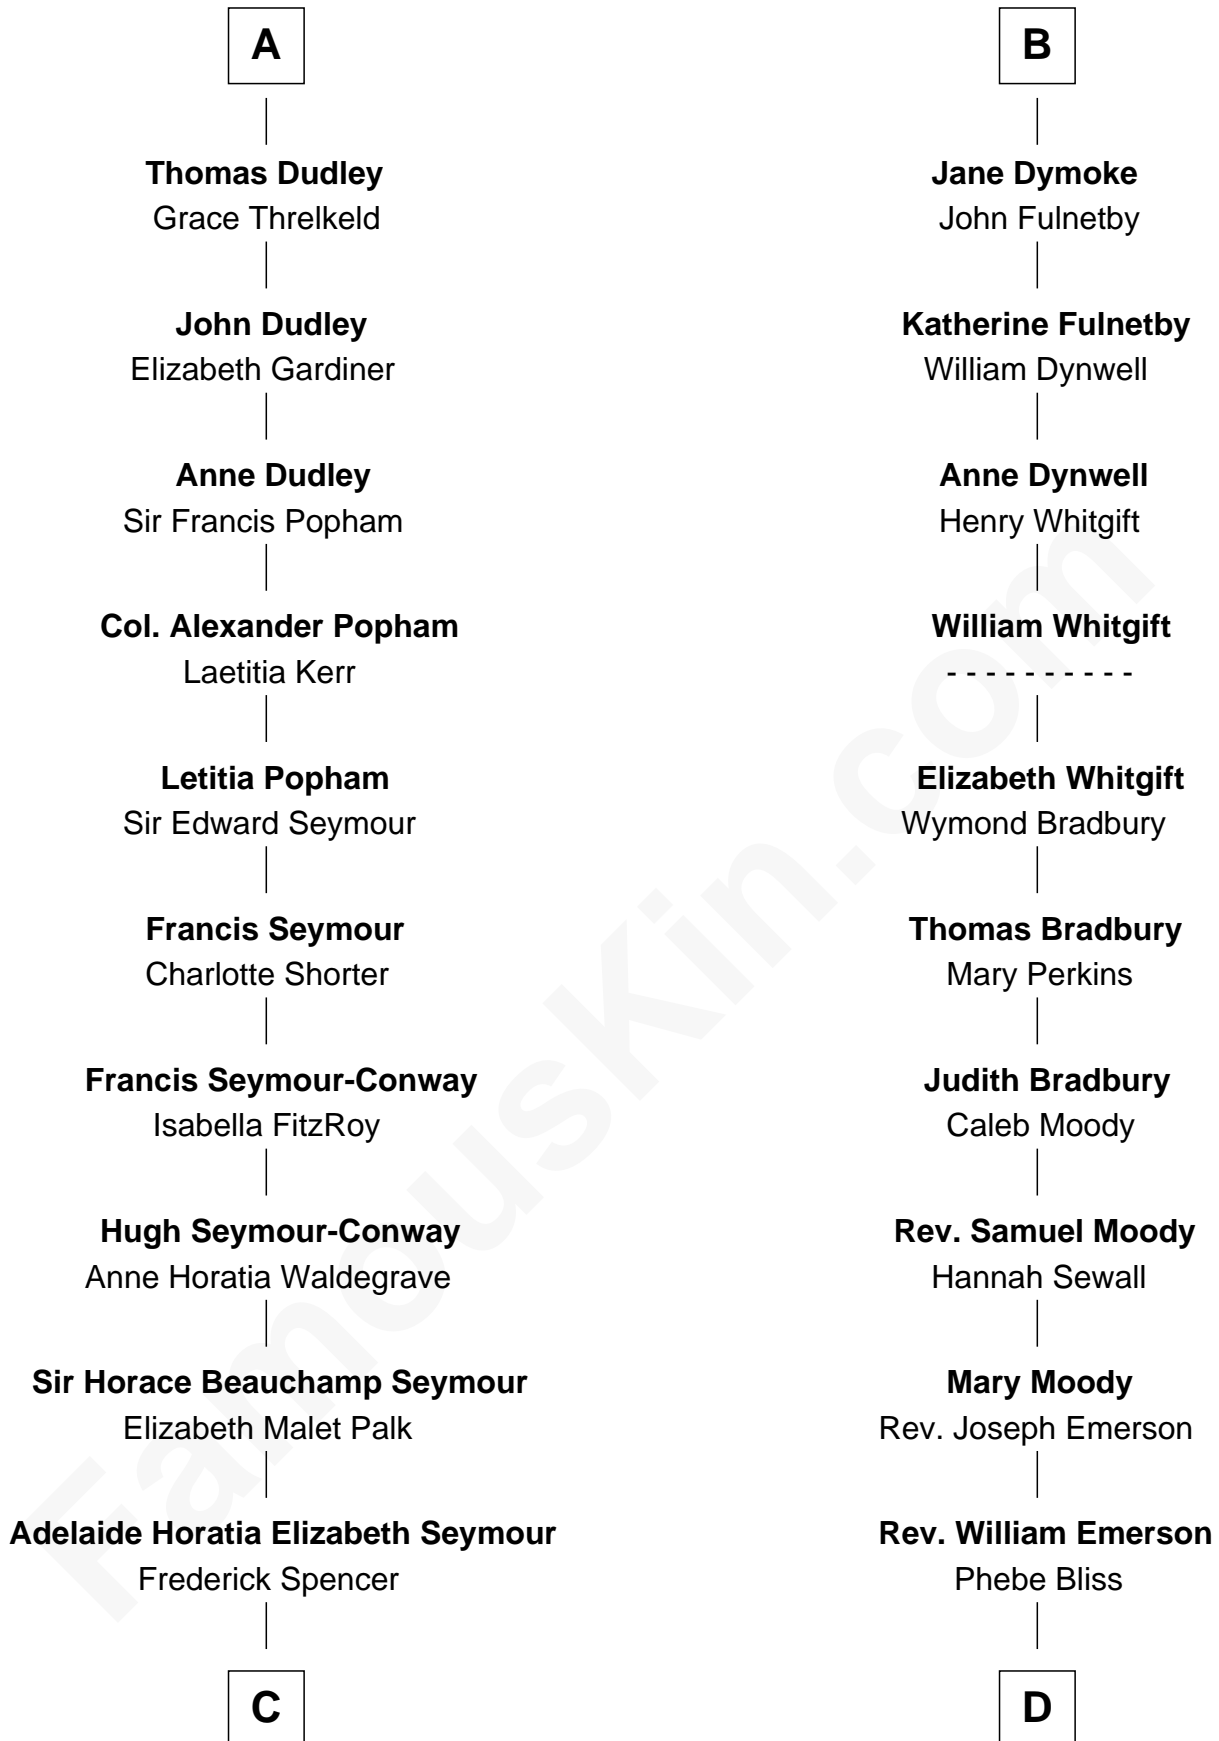 A
Thomas Dudley
Grace Threlkeld
John Dudley
Elizabeth Gardiner
Anne Dudley
Sir Francis Popham
Col. Alexander Popham
Laetitia Kerr
Letitia Popham
Sir Edward Seymour
Francis Seymour
Charlotte Shorter
Francis Seymour-Conway
Isabella FitzRoy
Hugh Seymour-Conway
Anne Horatia Waldegrave
Sir Horace Beauchamp Seymour
Elizabeth Malet Palk
Adelaide Horatia Elizabeth Seymour
Frederick Spencer
C
B
Jane Dymoke
John Fulnetby
Katherine Fulnetby
William Dynwell
Anne Dynwell
Henry Whitgift
William Whitgift
- - - - - - - - - -
Elizabeth Whitgift
Wymond Bradbury
Thomas Bradbury
Mary Perkins
Judith Bradbury
Caleb Moody
Rev. Samuel Moody
Hannah Sewall
Mary Moody
Rev. Joseph Emerson
Rev. William Emerson
Phebe Bliss
D
FamousKin.com